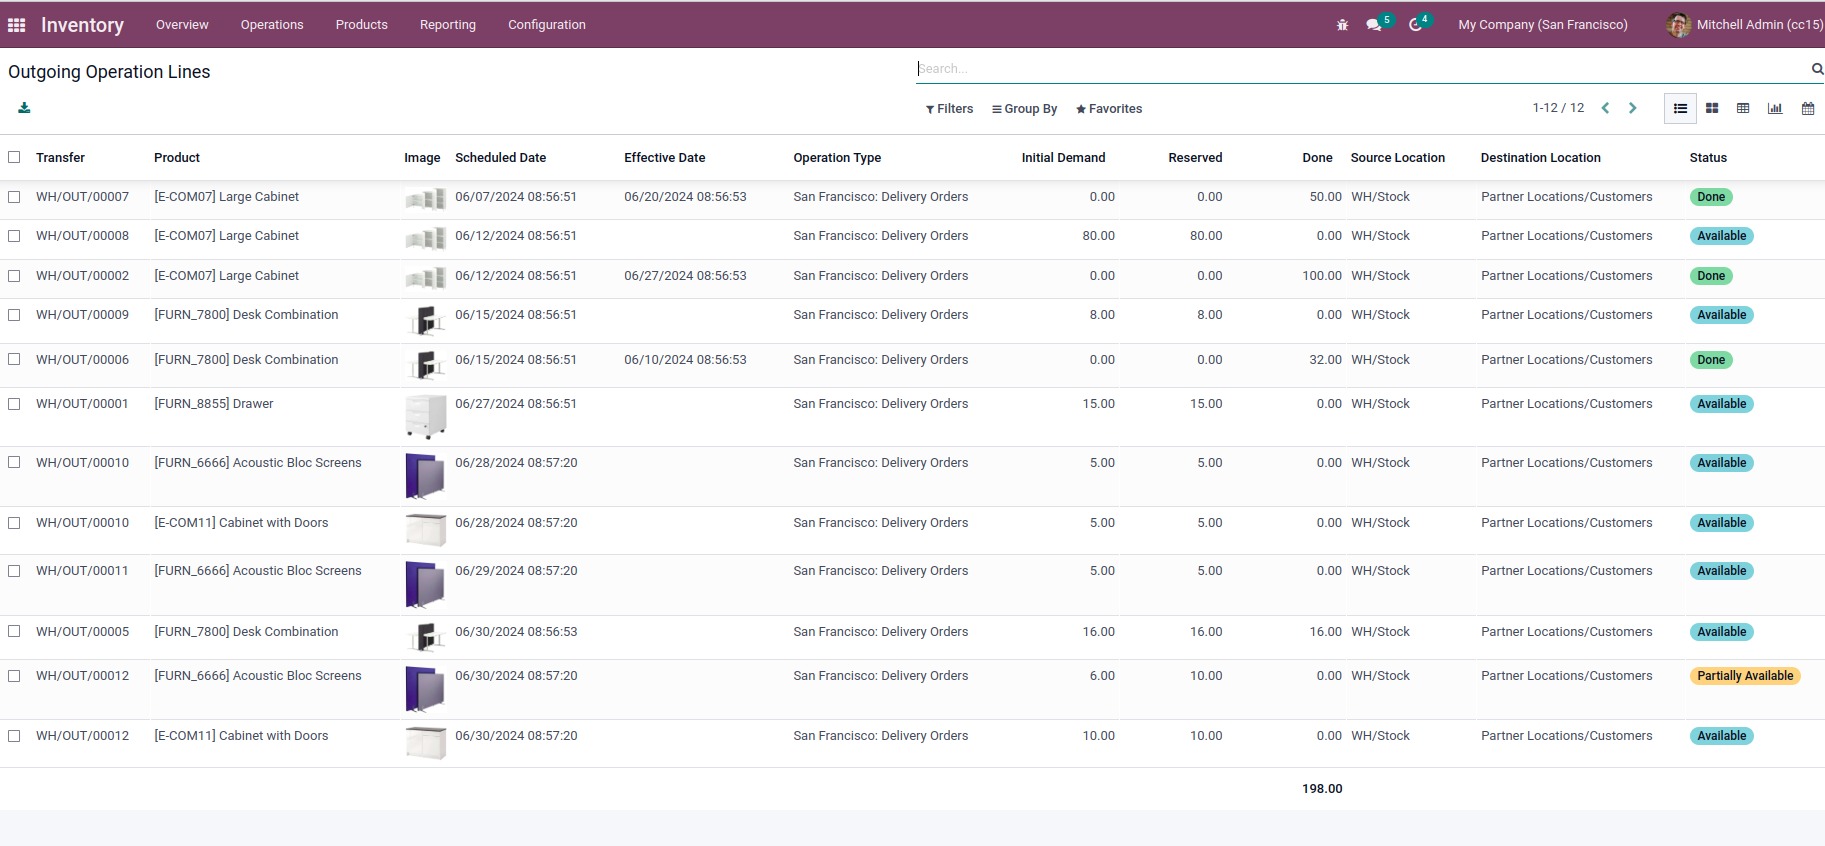 Inventory Overview Operations Products Reporting Configuration 5 4 My Company (San Francisco) Mitchell Admin (cc15)
Outgoing Operation Lines Search...
Filters Group By Favorites 1-12 / 12
Transfer Product Image Scheduled Date Effective Date Operation Type Initial Demand Reserved Done Source Location Destination Location Status
WH/OUT/00007 [E-COM07] Large Cabinet 06/07/2024 08:56:51 06/20/2024 08:56:53 San Francisco: Delivery Orders 0.00 0.00 50.00 WH/Stock Partner Locations/Customers Done
WH/OUT/00008 [E-COM07] Large Cabinet 06/12/2024 08:56:51 San Francisco: Delivery Orders 80.00 80.00 0.00 WH/Stock Partner Locations/Customers Available
WH/OUT/00002 [E-COM07] Large Cabinet 06/12/2024 08:56:51 06/27/2024 08:56:53 San Francisco: Delivery Orders 0.00 0.00 100.00 WH/Stock Partner Locations/Customers Done
WH/OUT/00009 [FURN_7800] Desk Combination 06/15/2024 08:56:51 San Francisco: Delivery Orders 8.00 8.00 0.00 WH/Stock Partner Locations/Customers Available
WH/OUT/00006 [FURN_7800] Desk Combination 06/15/2024 08:56:51 06/10/2024 08:56:53 San Francisco: Delivery Orders 0.00 0.00 32.00 WH/Stock Partner Locations/Customers Done
WH/OUT/00001 [FURN_8855] Drawer 06/27/2024 08:56:51 San Francisco: Delivery Orders 15.00 15.00 0.00 WH/Stock Partner Locations/Customers Available
WH/OUT/00010 [FURN_6666] Acoustic Bloc Screens 06/28/2024 08:57:20 San Francisco: Delivery Orders 5.00 5.00 0.00 WH/Stock Partner Locations/Customers Available
WH/OUT/00010 [E-COM11] Cabinet with Doors 06/28/2024 08:57:20 San Francisco: Delivery Orders 5.00 5.00 0.00 WH/Stock Partner Locations/Customers Available
WH/OUT/00011 [FURN_6666] Acoustic Bloc Screens 06/29/2024 08:57:20 San Francisco: Delivery Orders 5.00 5.00 0.00 WH/Stock Partner Locations/Customers Available
WH/OUT/00005 [FURN_7800] Desk Combination 06/30/2024 08:56:53 San Francisco: Delivery Orders 16.00 16.00 16.00 WH/Stock Partner Locations/Customers Available
WH/OUT/00012 [FURN_6666] Acoustic Bloc Screens 06/30/2024 08:57:20 San Francisco: Delivery Orders 6.00 10.00 0.00 WH/Stock Partner Locations/Customers Partially Available
WH/OUT/00012 [E-COM11] Cabinet with Doors 06/30/2024 08:57:20 San Francisco: Delivery Orders 10.00 10.00 0.00 WH/Stock Partner Locations/Customers Available
198.00